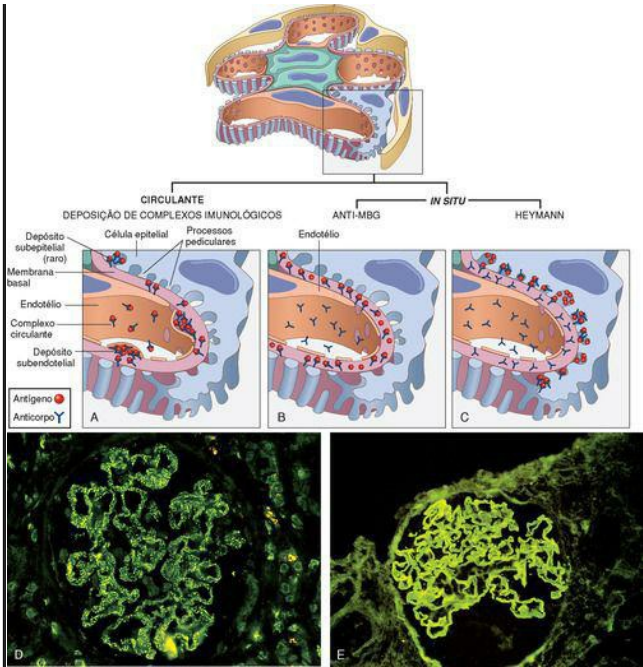 CIRCULANTE
DEPOSIÇÃO DE COMPLEXOS IMUNOLÓGICOS
IN SITU
ANTI-MBG
HEYMANN
Depósito
subepitelial
(raro)
Célula epitelial
Processos
pediculares
Membrana
basal
Endotélio
Complexo
circulante
Depósito
subendotelial
Endotélio
Antígeno
Anticorpo
A
B
C
D
E